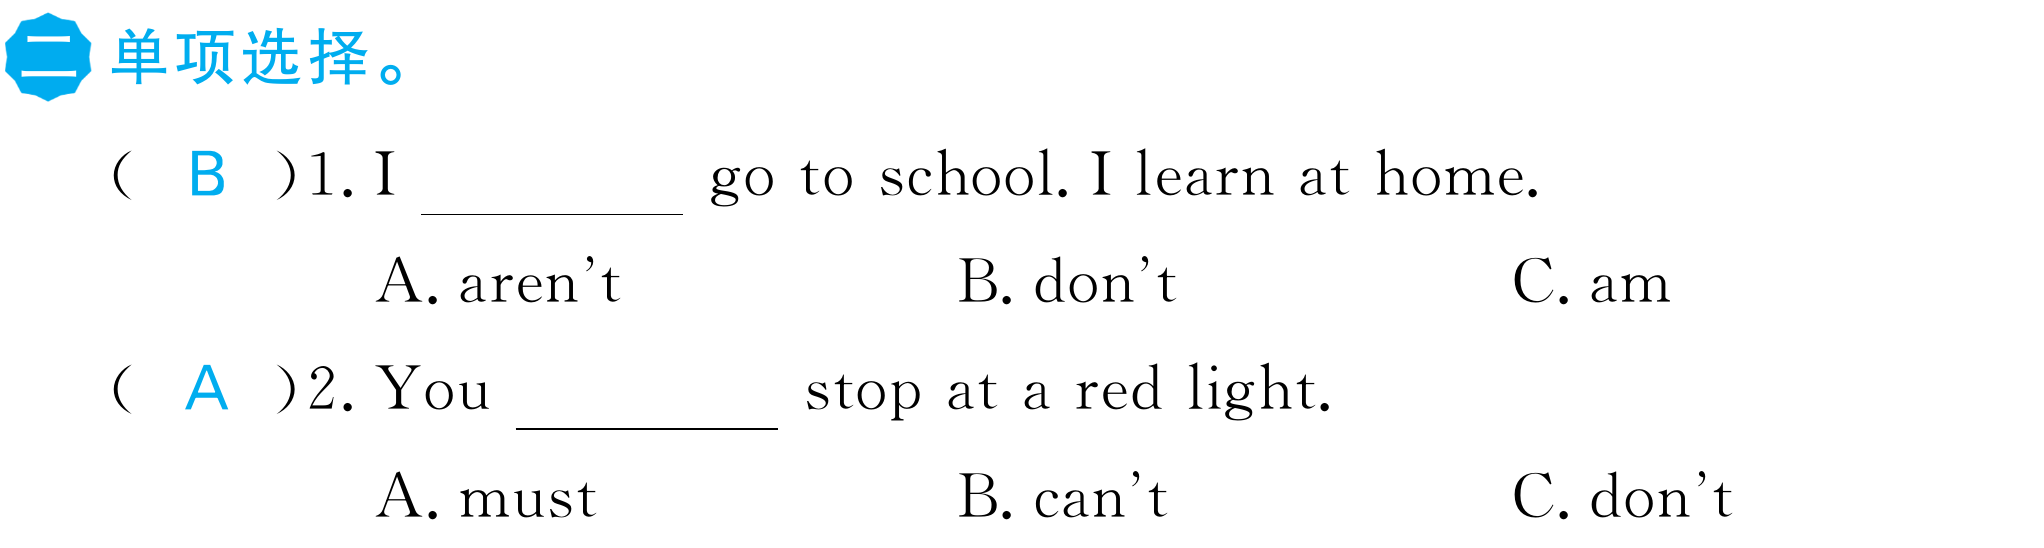 二 单项选择。
( B )1. I ________ go to school. I learn at home.
A. aren’t B. don’t C. am
( A )2. You ________ stop at a red light.
A. must B. can’t C. don’t